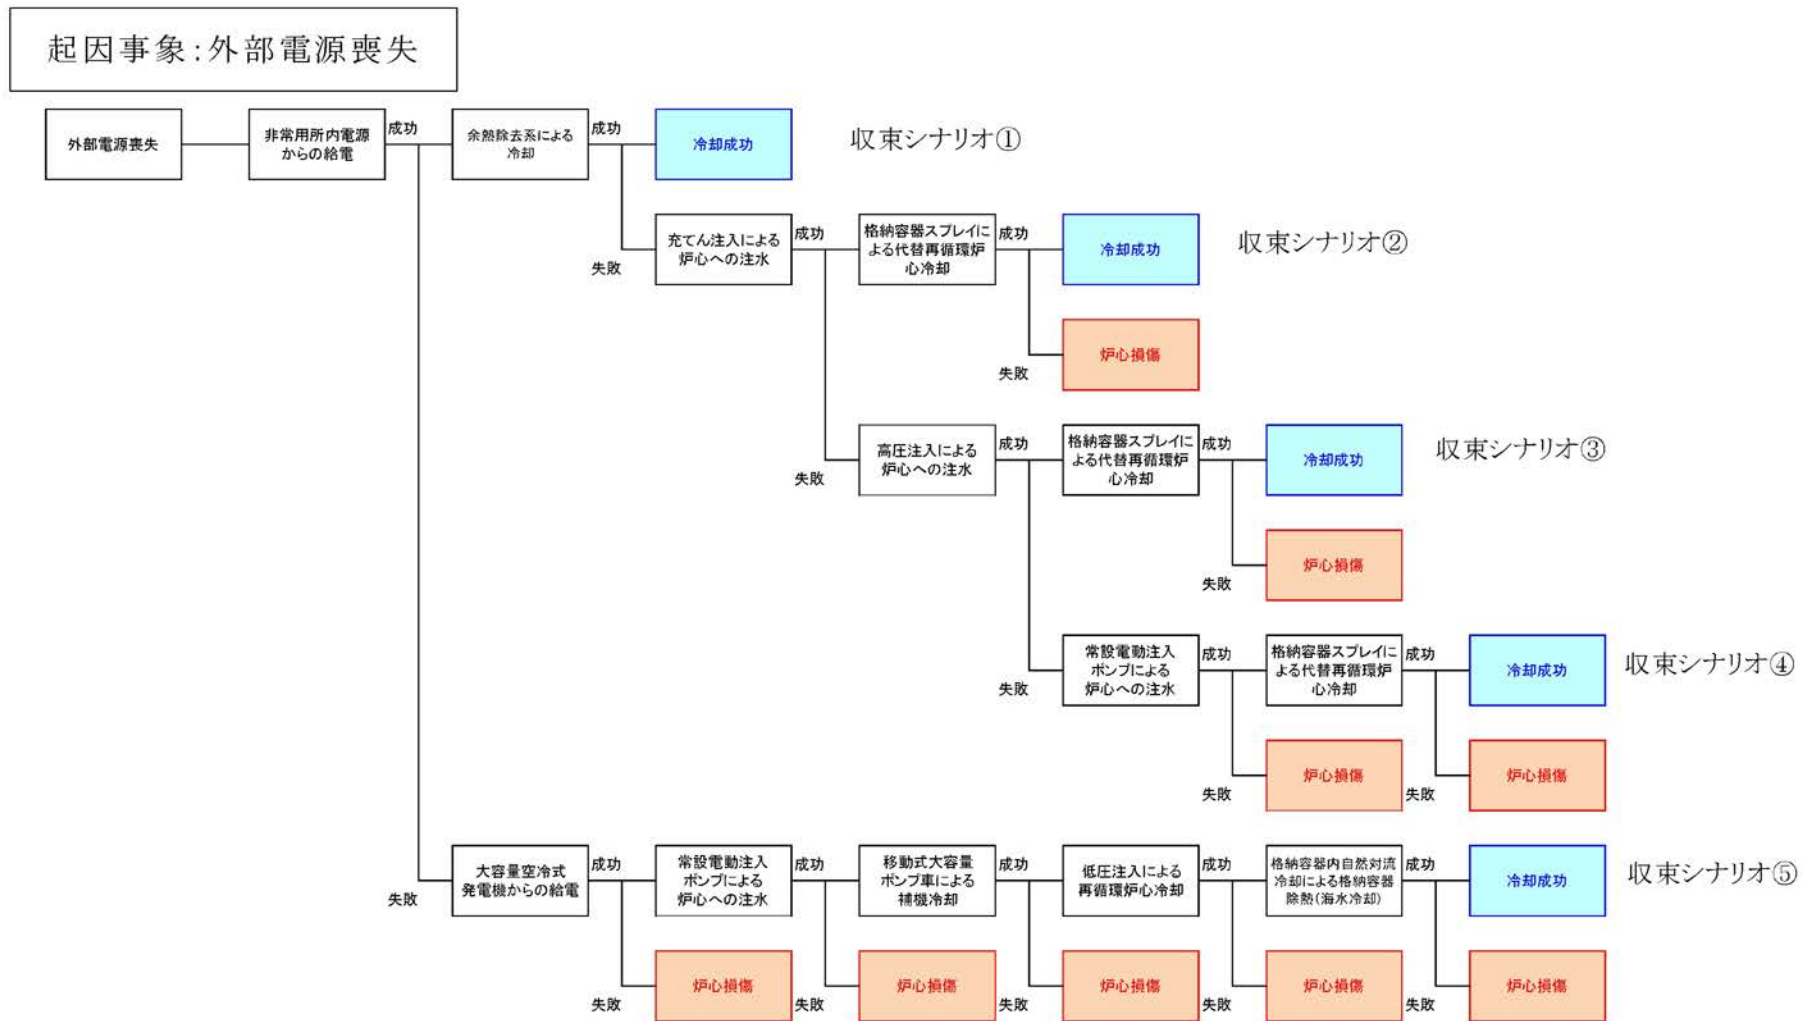 起因事象:外部電源喪失
外部電源喪失
非常用所内電源
からの給電
成功
余熱除去系による
冷却
成功
冷却成功
収束シナリオ①
失敗
充てん注入による
炉心への注水
成功
格納容器スプレイに
よる代替再循環炉
心冷却
成功
冷却成功
収束シナリオ②
失敗
炉心損傷
失敗
高圧注入による
炉心への注水
成功
格納容器スプレイに
よる代替再循環炉
心冷却
成功
冷却成功
収束シナリオ③
失敗
炉心損傷
失敗
常設電動注入
ポンプによる
炉心への注水
成功
格納容器スプレイに
よる代替再循環炉
心冷却
成功
冷却成功
収束シナリオ④
失敗
炉心損傷
失敗
炉心損傷
失敗
大容量空冷式
発電機からの給電
成功
常設電動注入
ポンプによる
炉心への注水
成功
移動式大容量
ポンプ車による
補機冷却
成功
低圧注入による
再循環炉心冷却
成功
格納容器内自然対流
冷却による格納容器
除熱(海水冷却)
成功
冷却成功
収束シナリオ⑤
失敗
炉心損傷
失敗
炉心損傷
失敗
炉心損傷
失敗
炉心損傷
失敗
炉心損傷